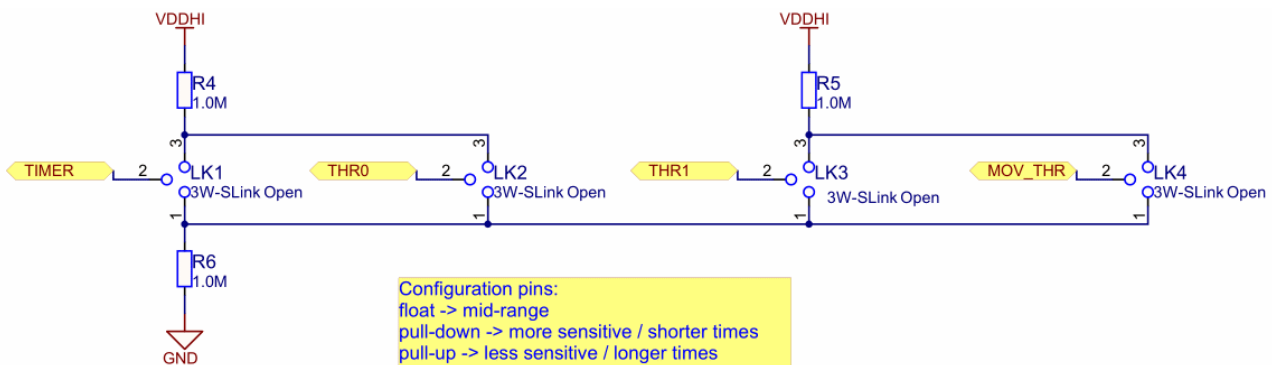 VDDHI
VDDHI
R4
1.0M
R5
1.0M
3
3
3
3
TIMER
2
LK1
3W-SLink Open
THR0
2
LK2
3W-SLink Open
THR1
2
LK3
3W-SLink Open
MOV_THR
2
LK4
3W-SLink Open
1
1
1
1
R6
1.0M
GND
Configuration pins:
float -> mid-range
pull-down -> more sensitive / shorter times
pull-up -> less sensitive / longer times